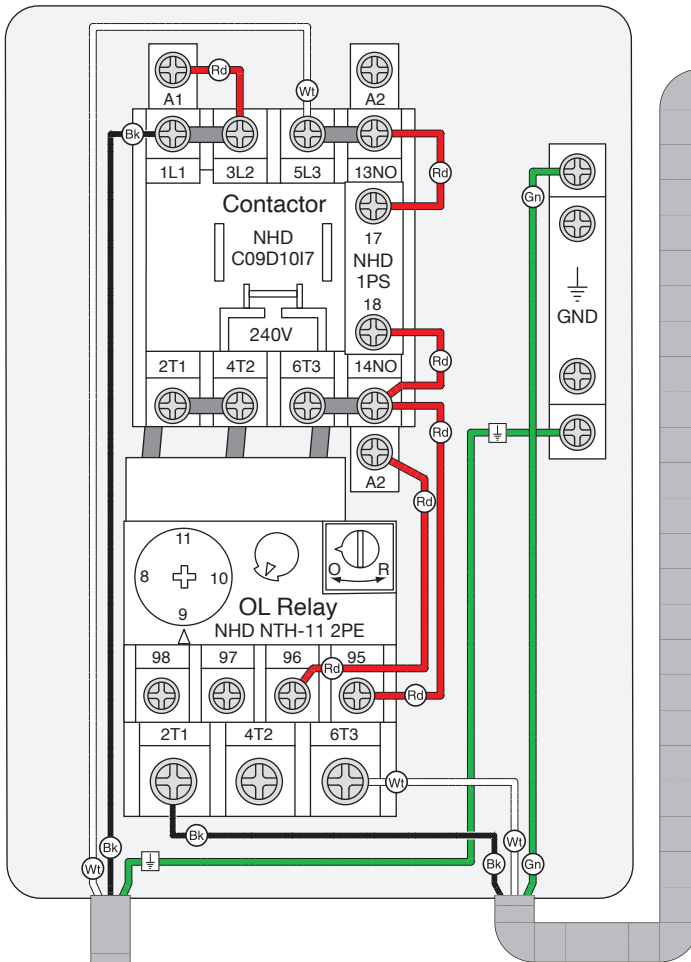 Rd
Wt
A1
A2
Bk
1L1
3L2
5L3
13NO
Rd
Gn
Contactor
NHD
C09D10I7
17
NHD
1PS
18
GND
240V
2T1
4T2
6T3
14NO
Rd
Rd
A2
Rd
11
8
10
9
O
R
OL Relay
NHD NTH-11 2PE
98
97
96
95
Rd
Rd
2T1
4T2
6T3
Wt
Bk
Wt
Bk
Wt
Bk
Gn